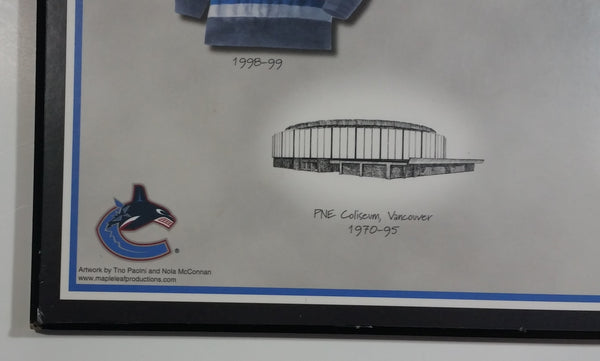 1998-99
PNE Coliseum, Vancouver
1970-95
®
Artwork by Tino Paolini and Nola McConnan
www.mapleleafproductions.com